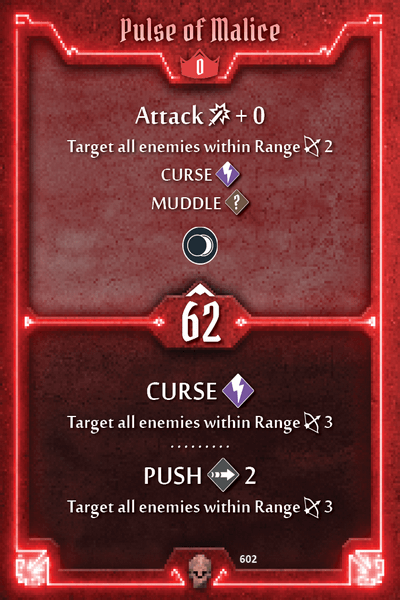 Pulse of Malice
0
Attack + 0
Target all enemies within Range 2
CURSE
MUDDLE ?
62
CURSE
Target all enemies within Range 3
.........
PUSH 2
Target all enemies within Range 3
602